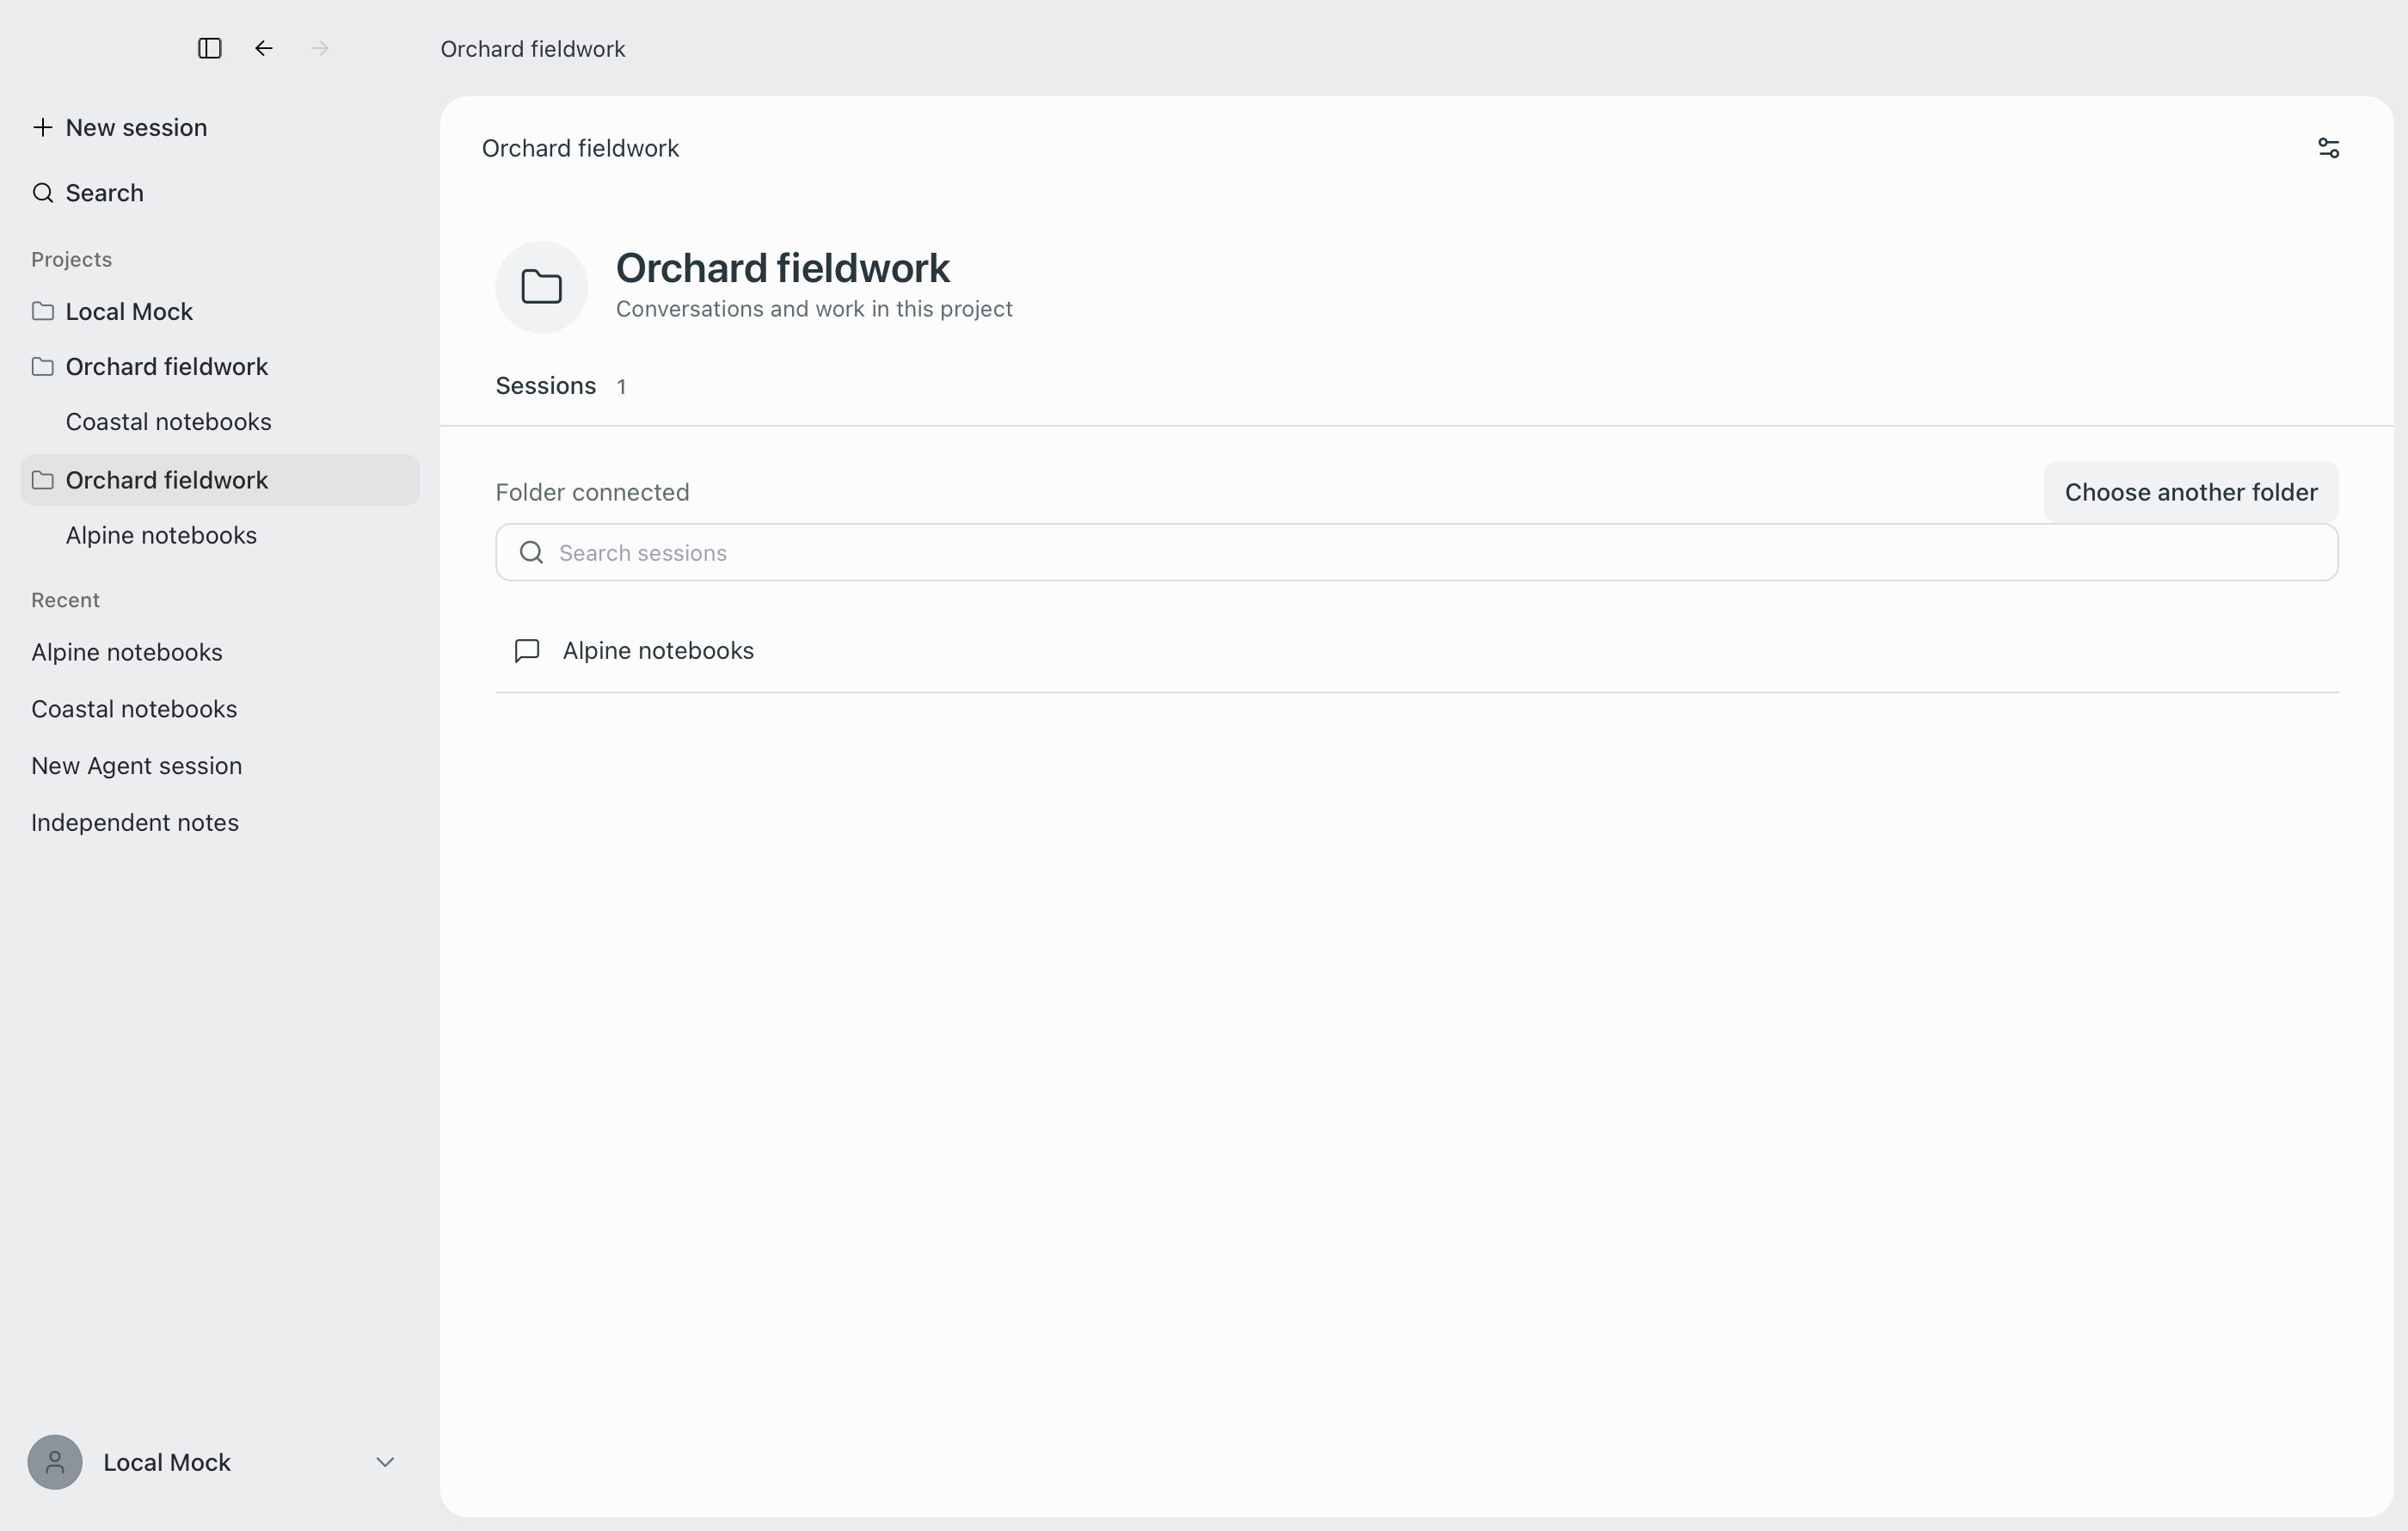 Orchard fieldwork
New session
Search
Projects
Local Mock
Orchard fieldwork
Coastal notebooks
Orchard fieldwork
Alpine notebooks
Recent
Alpine notebooks
Coastal notebooks
New Agent session
Independent notes
Local Mock
Orchard fieldwork
Orchard fieldwork
Conversations and work in this project
Sessions 1
Folder connected
Choose another folder
Search sessions
Alpine notebooks